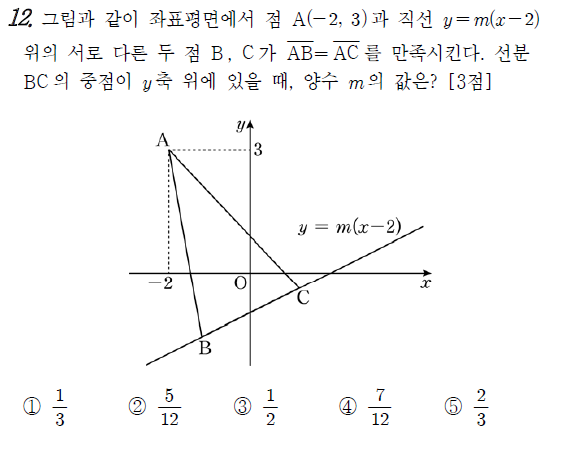 12. 그림과 같이 좌표평면에서 점 A(−2, 3)과 직선 y=m(x−2)
위의 서로 다른 두 점 B, C가 \overline{AB}=\overline{AC}를 만족시킨다. 선분
BC의 중점이 y축 위에 있을 때, 양수 m의 값은? [3점]
y
A
3
y = m(x−2)
−2
O
C
x
B
① 1/3 ② 5/12 ③ 1/2 ④ 7/12 ⑤ 2/3